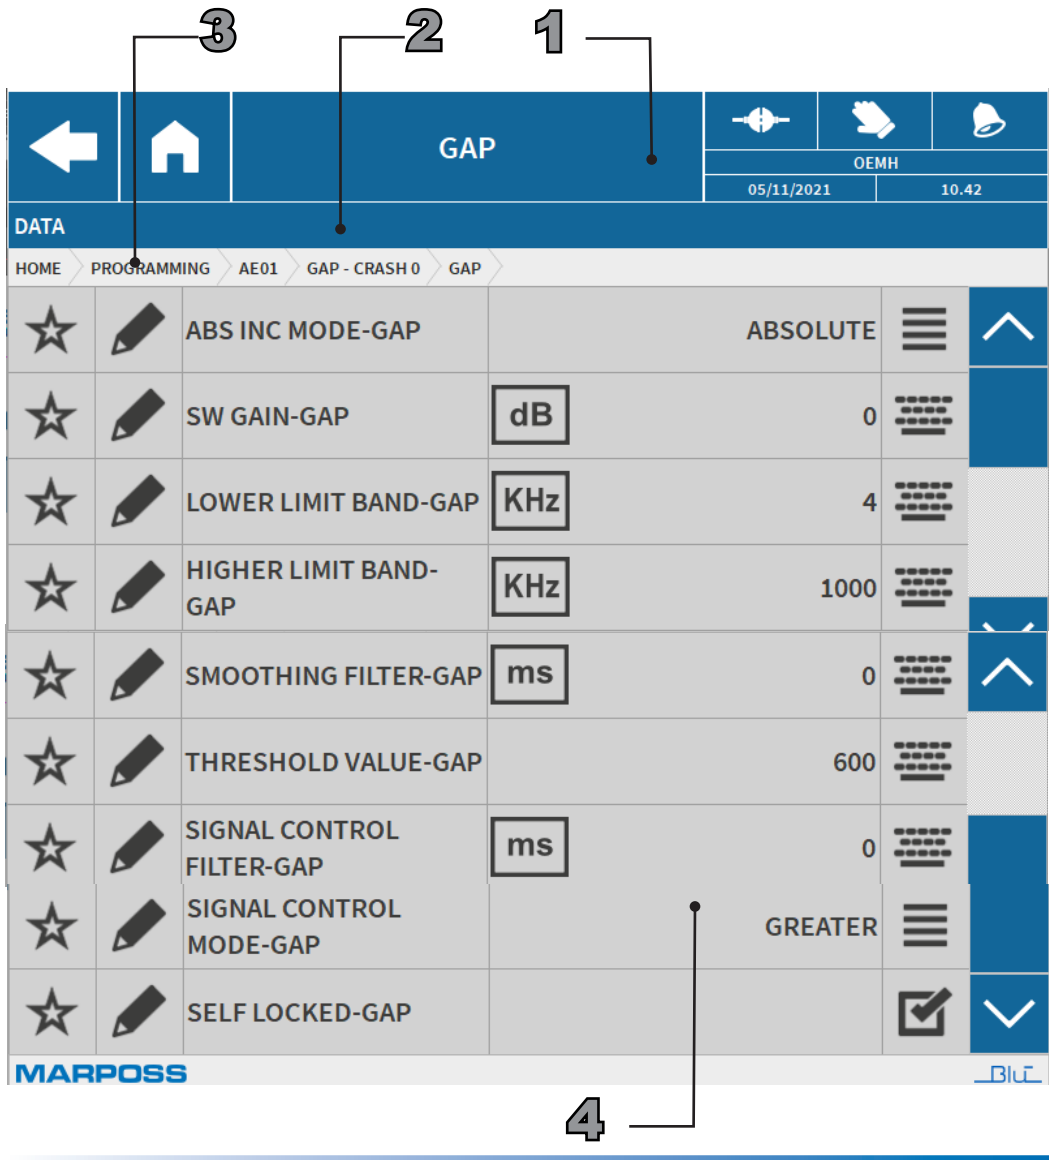 3 2 1
GAP
OEMH
05/11/2021 10.42
DATA
HOME PROGRAMMING AE01 GAP - CRASH 0 GAP
ABS INC MODE-GAP ABSOLUTE
SW GAIN-GAP dB 0
LOWER LIMIT BAND-GAP KHz 4
HIGHER LIMIT BAND-
GAP KHz 1000
SMOOTHING FILTER-GAP ms 0
THRESHOLD VALUE-GAP 600
SIGNAL CONTROL
FILTER-GAP ms 0
SIGNAL CONTROL
MODE-GAP GREATER
SELF LOCKED-GAP
MARPOSS Blú
4